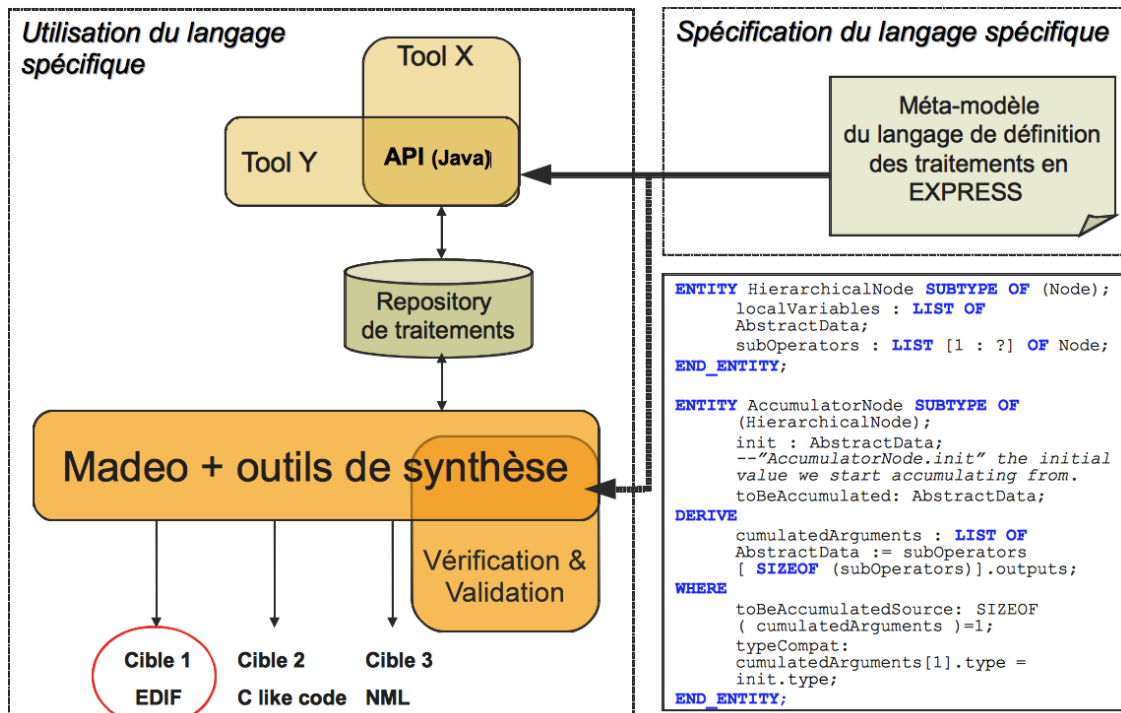 Utilisation du langage
spécifique
Tool X
Tool Y
API (Java)
Repository
de traitements
Madeo + outils de synthèse
Vérification &
Validation
Cible 1
EDIF
Cible 2
C like code
Cible 3
NML
Spécification du langage spécifique
Méta-modèle
du langage de définition
des traitements en
EXPRESS
ENTITY HierarchicalNode SUBTYPE OF (Node);
localVariables : LIST OF
AbstractData;
subOperators : LIST [1 : ?] OF Node;
END_ENTITY;
ENTITY AccumulatorNode SUBTYPE OF
(HierarchicalNode);
init : AbstractData;
--”AccumulatorNode.init” the initial
value we start accumulating from.
toBeAccumulated: AbstractData;
DERIVE
cumulatedArguments : LIST OF
AbstractData := subOperators
[ SIZEOF (subOperators)].outputs;
WHERE
toBeAccumulatedSource: SIZEOF
( cumulatedArguments )=1;
typeCompat:
cumulatedArguments[1].type =
init.type;
END_ENTITY;